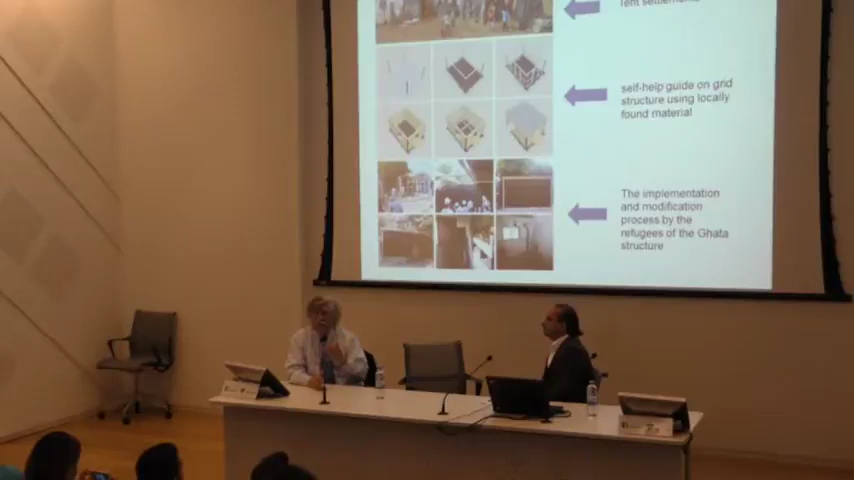 tent settlements
self-help guide on grid
structure using locally
found material
The implementation
and modification
process by the
refugees of the Ghata
structure